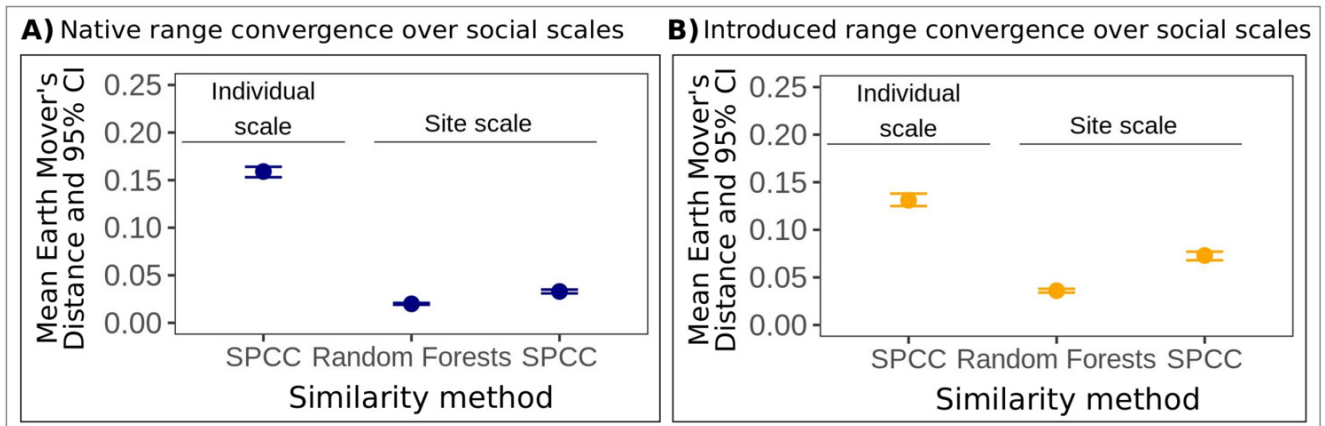 A) Native range convergence over social scales
Mean Earth Mover's
Distance and 95% CI
0.25
0.20
0.15
0.10
0.05
0.00
Individual
scale
Site scale
SPCC Random Forests SPCC
Similarity method
B) Introduced range convergence over social scales
Mean Earth Mover's
Distance and 95% CI
0.25
0.20
0.15
0.10
0.05
0.00
Individual
scale
Site scale
SPCC Random Forests SPCC
Similarity method